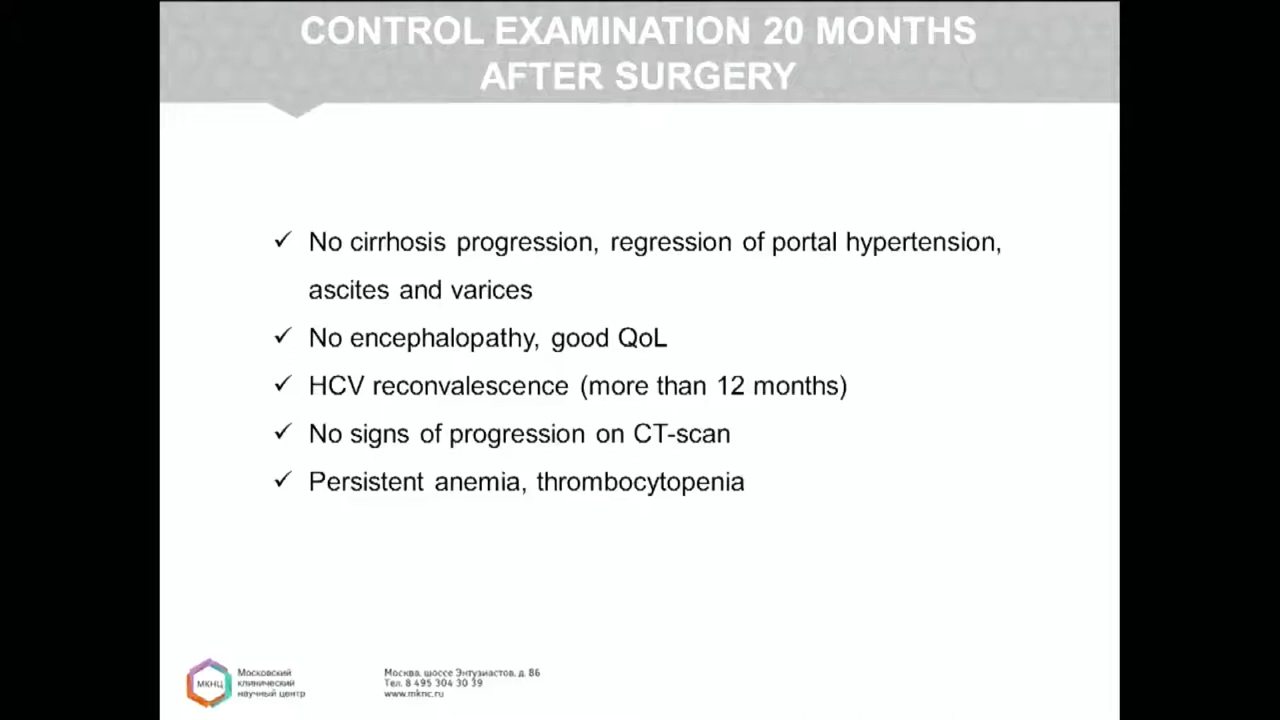 CONTROL EXAMINATION 20 MONTHS
AFTER SURGERY
✓ No cirrhosis progression, regression of portal hypertension,
ascites and varices
✓ No encephalopathy, good QoL
✓ HCV reconvalescence (more than 12 months)
✓ No signs of progression on CT-scan
✓ Persistent anemia, thrombocytopenia
МКНЦ
Московский
клинический
научный центр
Москва, шоссе Энтузиастов, д. 86
Тел. 8 495 304 30 39
www.mknc.ru